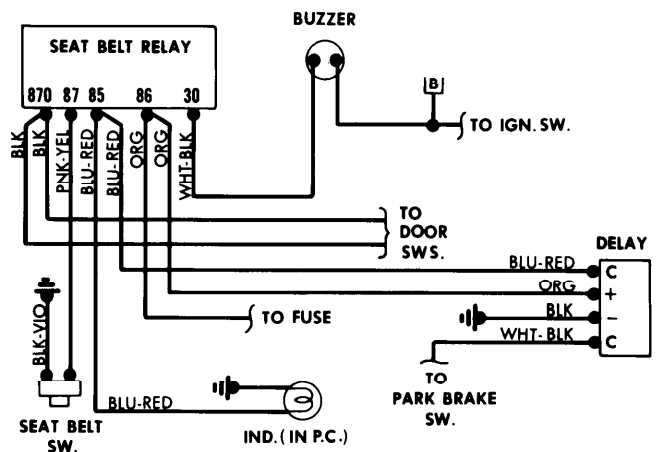 BUZZER
SEAT BELT RELAY
870 87 85 86 30
B
TO IGN. SW.
BLK
BLK
PNK-YEL
BLU-RED
BLU-RED
ORG
ORG
WHT-BLK
TO
DOOR
SWS.
DELAY
BLU-RED
C
ORG
+
BLK
−
WHT-BLK
C
TO FUSE
BLK-VIO
TO
PARK BRAKE
SW.
BLU-RED
SEAT BELT
SW.
IND. (IN P.C.)